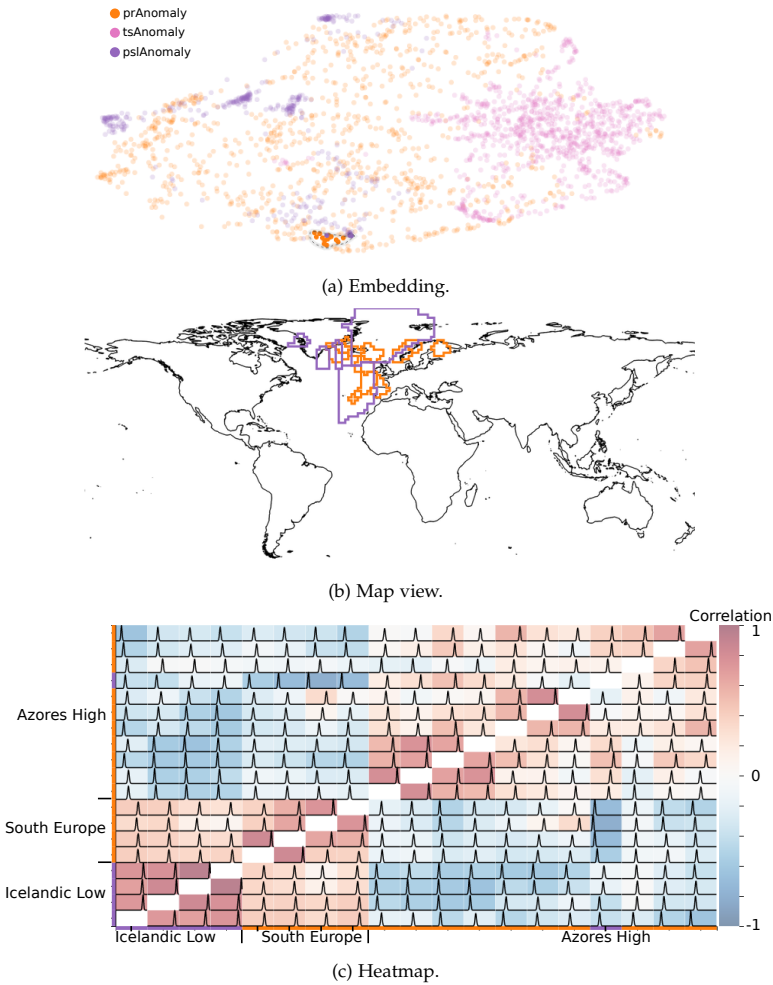 prAnomaly
tsAnomaly
pslAnomaly
(a) Embedding.
(b) Map view.
Correlation
1
0
-1
Azores High
South Europe
Icelandic Low
Icelandic Low South Europe Azores High
(c) Heatmap.